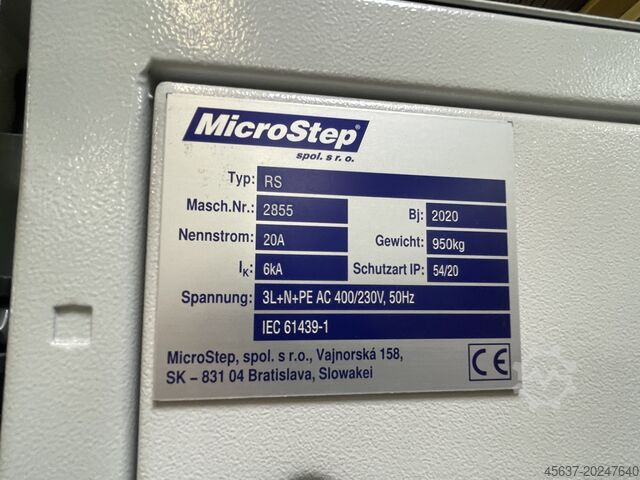 MicroStep®
spol. s r. o.
Typ: RS
Masch.Nr.: 2855 Bj: 2020
Nennstrom: 20A Gewicht: 950kg
IK: 6kA Schutzart IP: 54/20
Spannung: 3L+N+PE AC 400/230V, 50Hz
IEC 61439-1
MicroStep, spol. s r.o., Vajnorská 158,
SK – 831 04 Bratislava, Slowakei
CE
45637-20247640